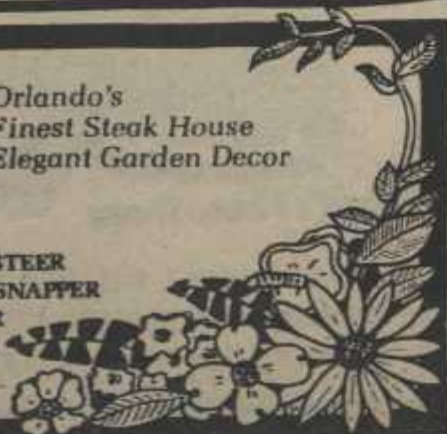 Orlando's
Finest Steak House
Elegant Garden Decor
STEER
SNAPPER